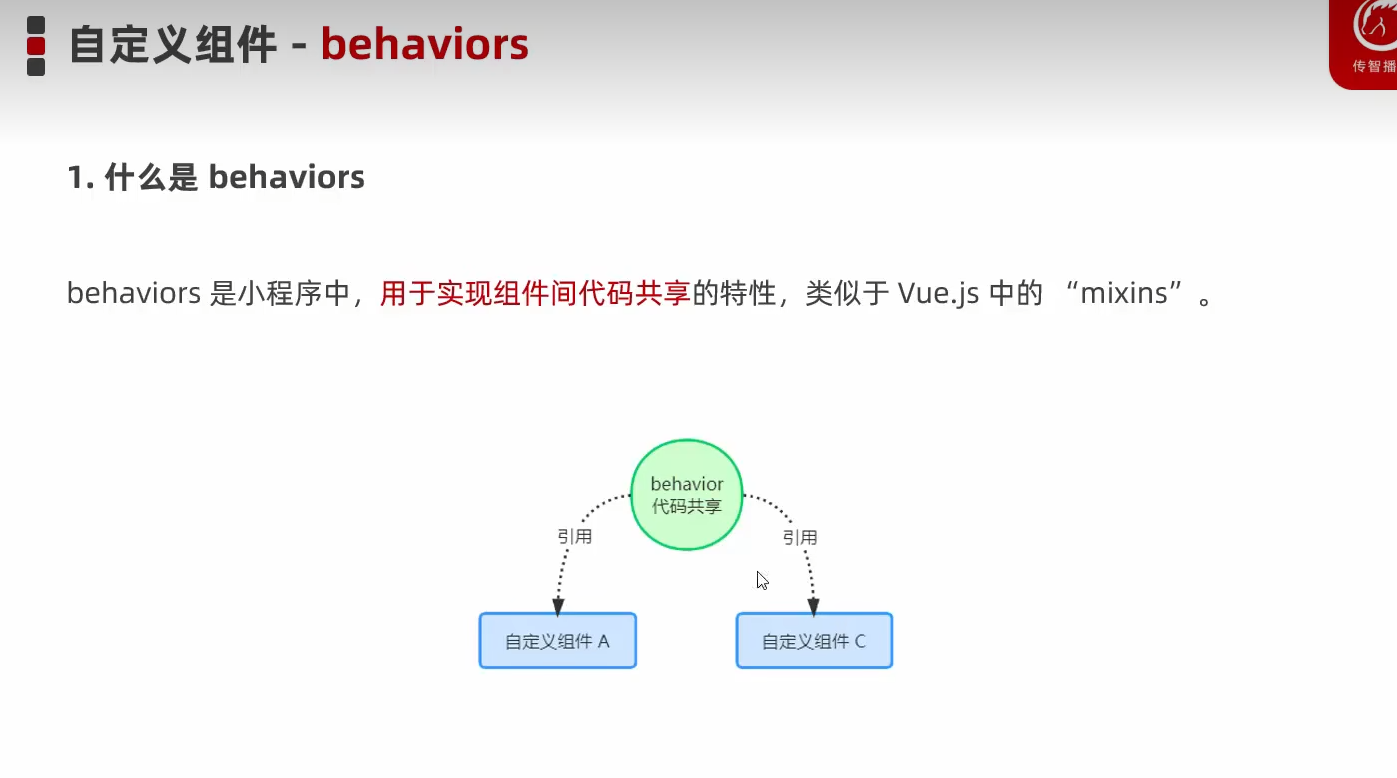 自定义组件 - behaviors
传智播
1. 什么是 behaviors
behaviors 是小程序中，用于实现组件间代码共享的特性，类似于 Vue.js 中的 “mixins” 。
behavior
代码共享
引用
引用
自定义组件 A
自定义组件 C